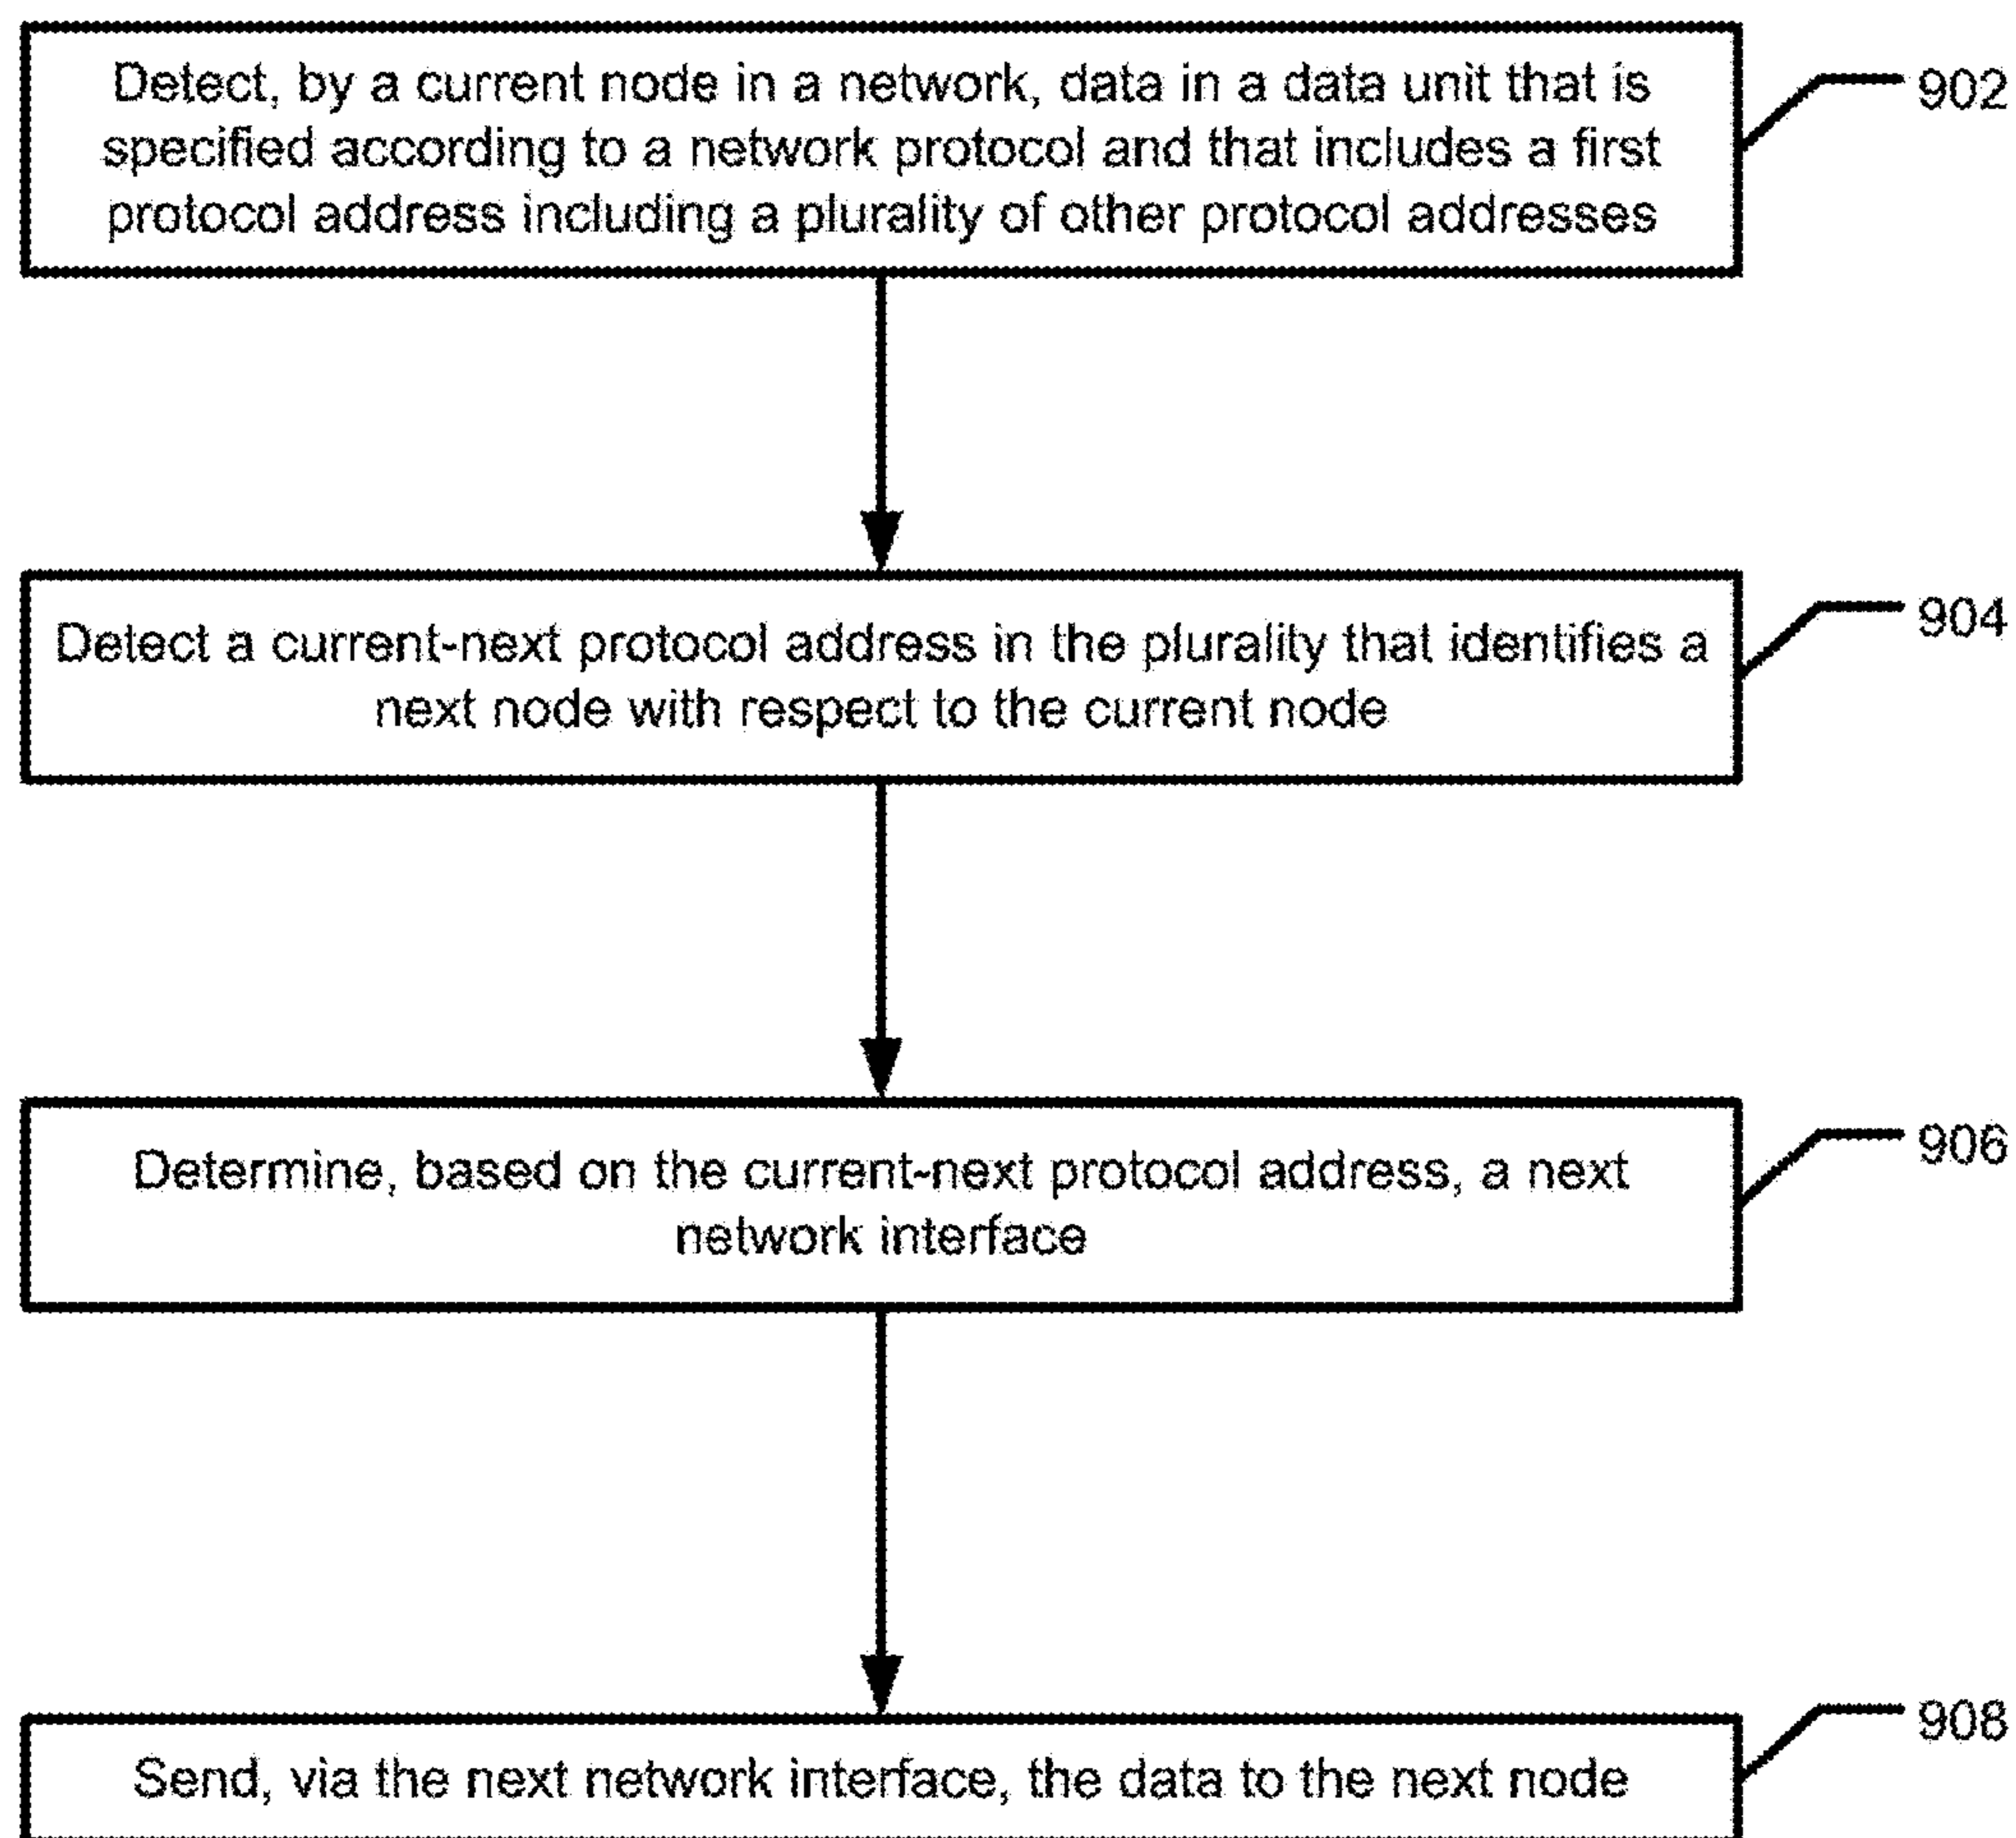 Detect, by a current node in a network, data in a data unit that is
specified according to a network protocol and that includes a first
protocol address including a plurality of other protocol addresses
902
Detect a current-next protocol address in the plurality that identifies a
next node with respect to the current node
904
Determine, based on the current-next protocol address, a next
network interface
906
Send, via the next network interface, the data to the next node
908